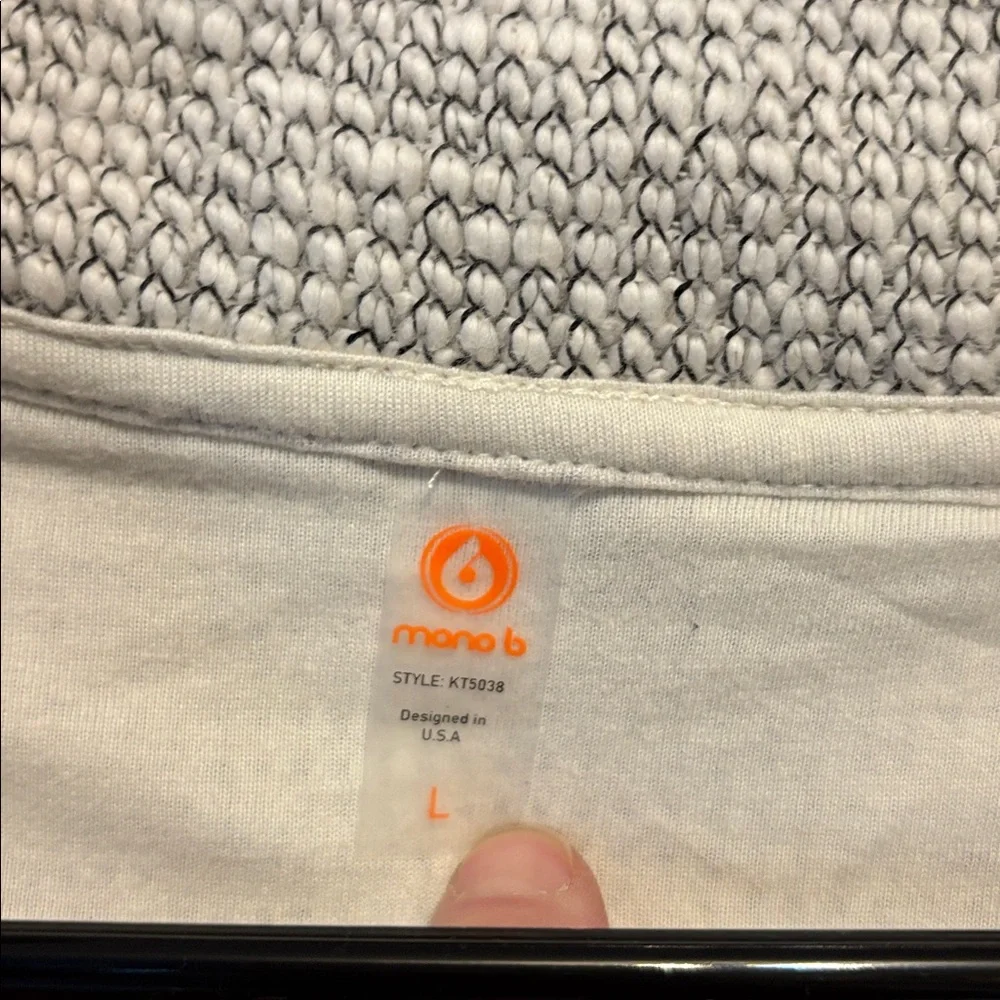 mono b
STYLE: KT5038
Designed in
U.S.A
L